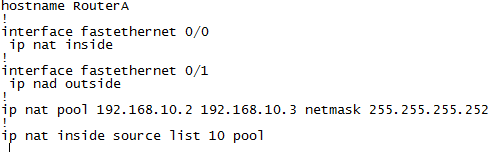 hostname RouterA
!
interface fastethernet 0/0
ip nat inside
!
interface fastethernet 0/1
ip nad outside
!
ip nat pool 192.168.10.2 192.168.10.3 netmask 255.255.255.252
!
ip nat inside source list 10 pool